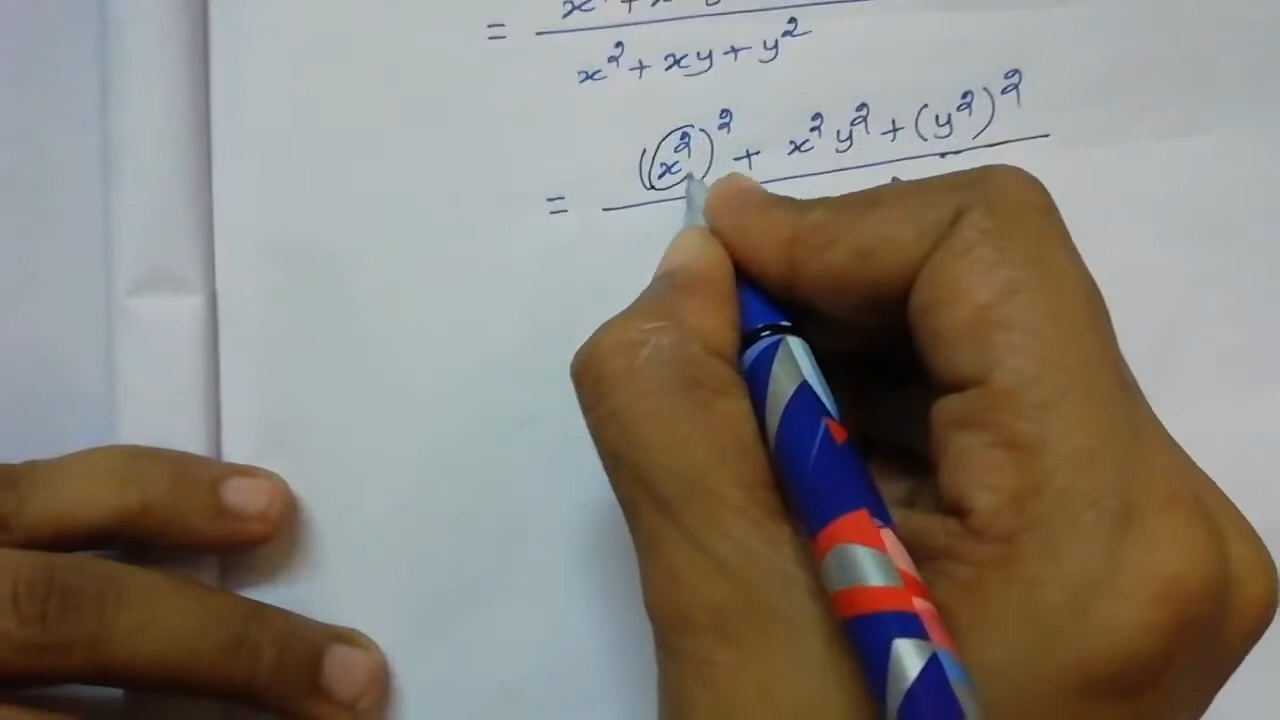 =
x² + xy + y²
= (x²)² + x²y² + (y²)²